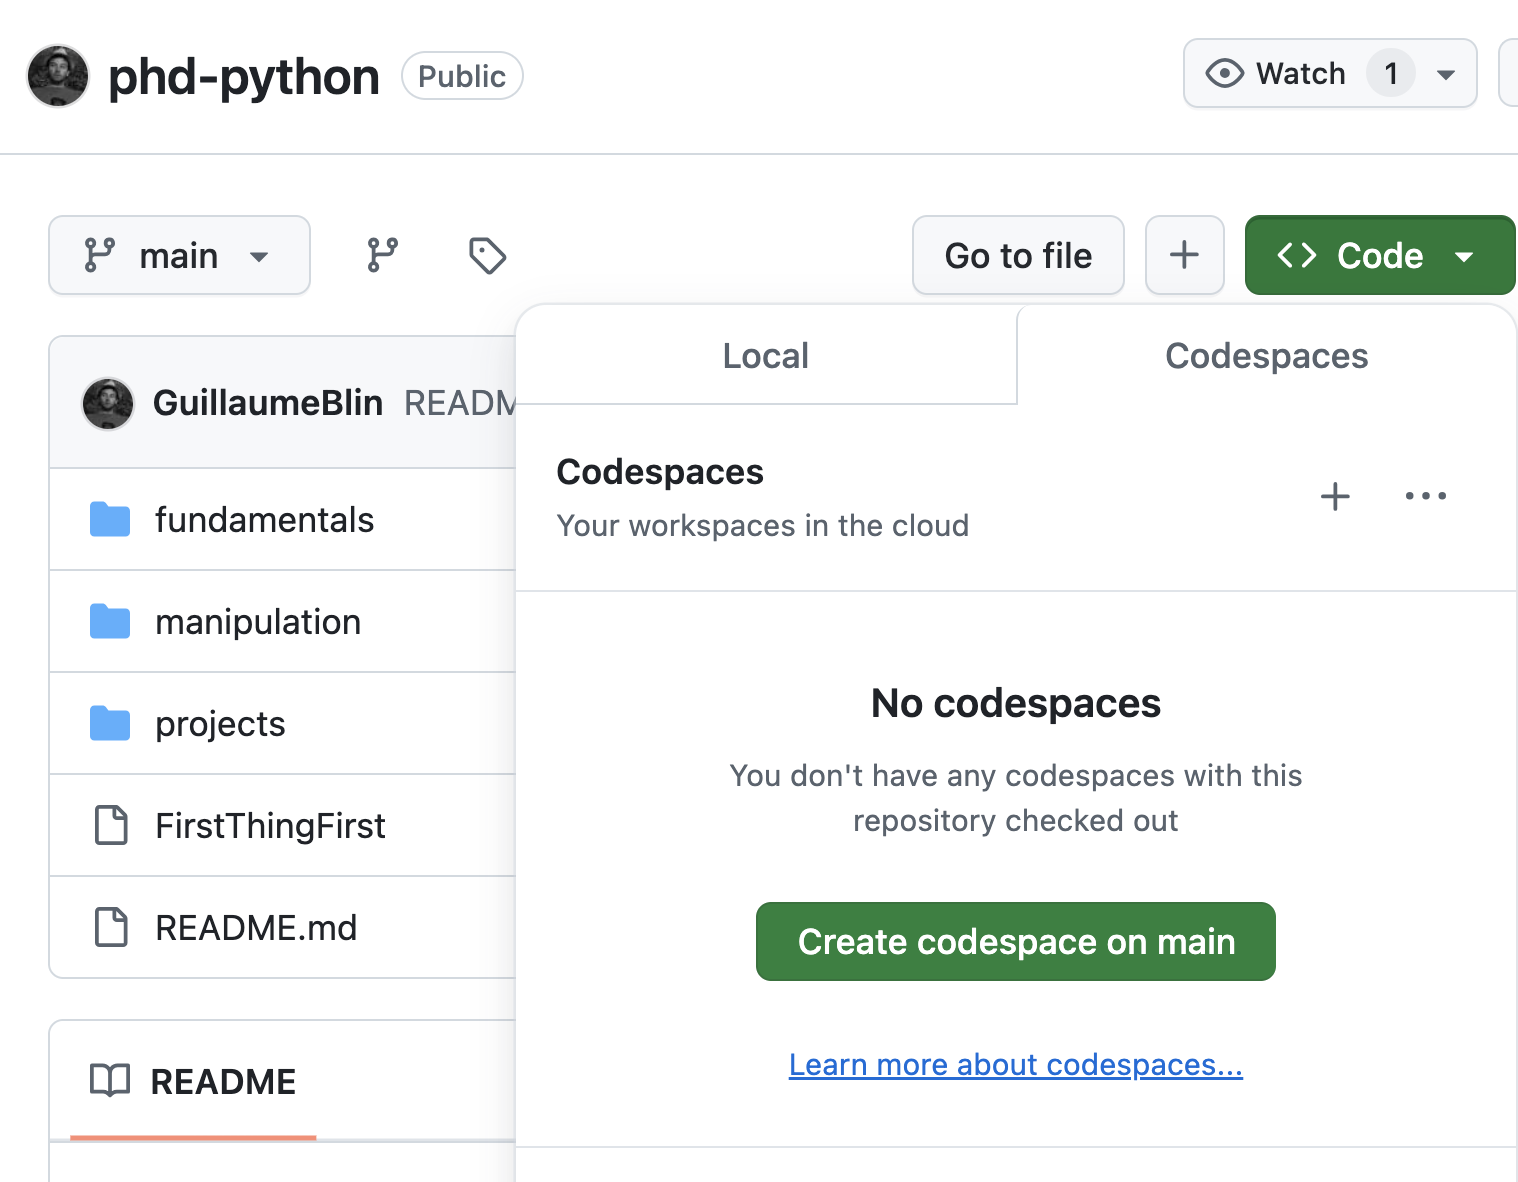 phd-python Public Watch 1
main Go to file + Code
Local Codespaces
GuillaumeBlin
Codespaces
Your workspaces in the cloud
fundamentals
manipulation
projects
FirstThingFirst
README.md
No codespaces
You don't have any codespaces with this
repository checked out
Create codespace on main
Learn more about codespaces...
README